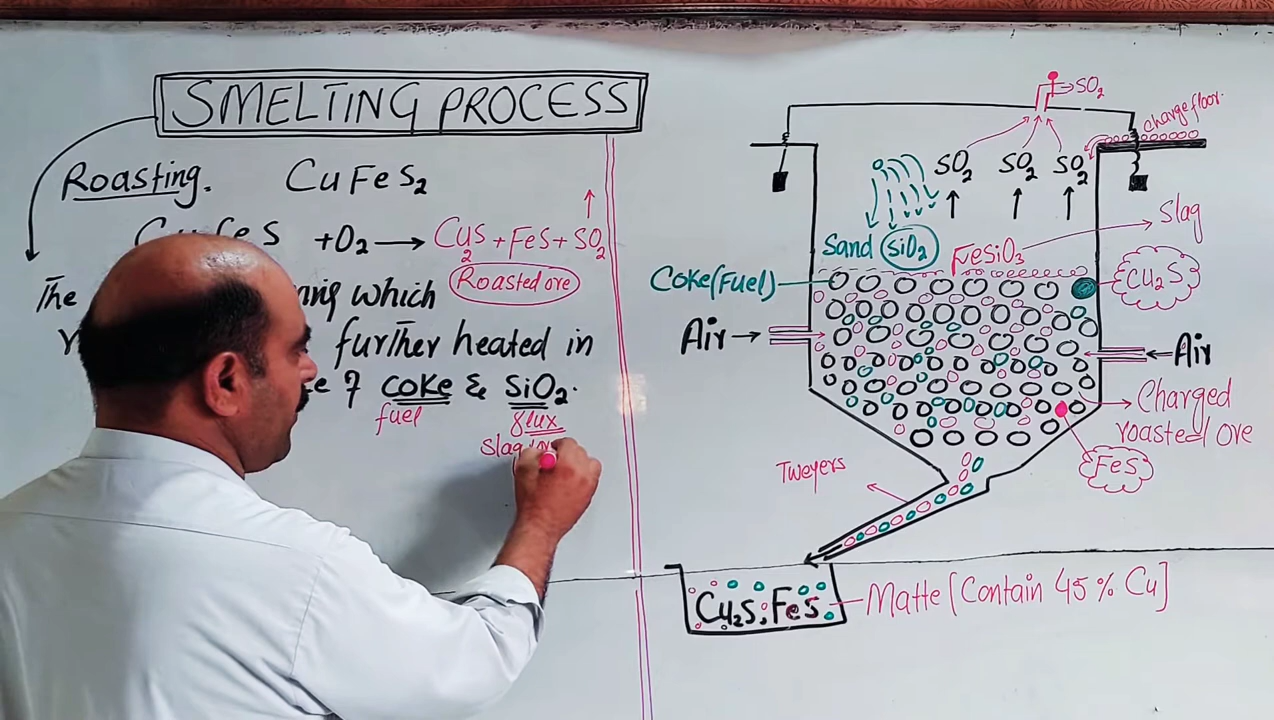 SMELTING PROCESS
Roasting. CuFeS2
+O2 → Cu2S + FeS + SO2 ↑
Roasted ore
The which
further heated in
coke & SiO2.
fuel
flux
Slag
SO2
charge floor.
SO2 SO2 SO2
Slag
Sand SiO2
FeSiO3
Coke(Fuel)
Cu2S
Air →
← Air
Charged
roasted ore
FeS
Tweyers
Cu2S, FeS
Matte [Contain 45% Cu]